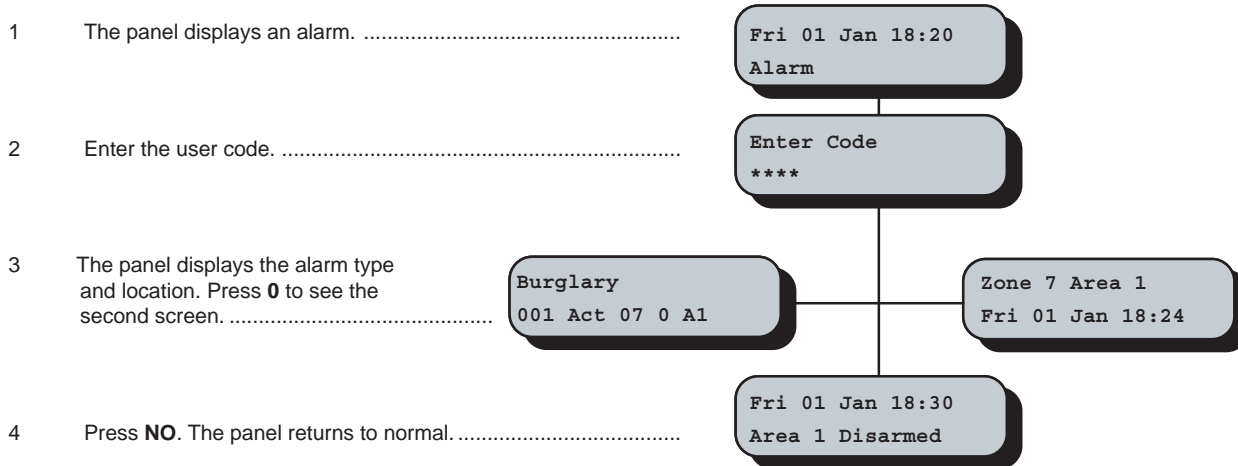 1 The panel displays an alarm. ....................................................
Fri 01 Jan 18:20
Alarm
2 Enter the user code. ..................................................................
Enter Code
****
3 The panel displays the alarm type
and location. Press 0 to see the
second screen. ...........................................
Burglary
001 Act 07 0 A1
Zone 7 Area 1
Fri 01 Jan 18:24
4 Press NO. The panel returns to normal. .....................................
Fri 01 Jan 18:30
Area 1 Disarmed